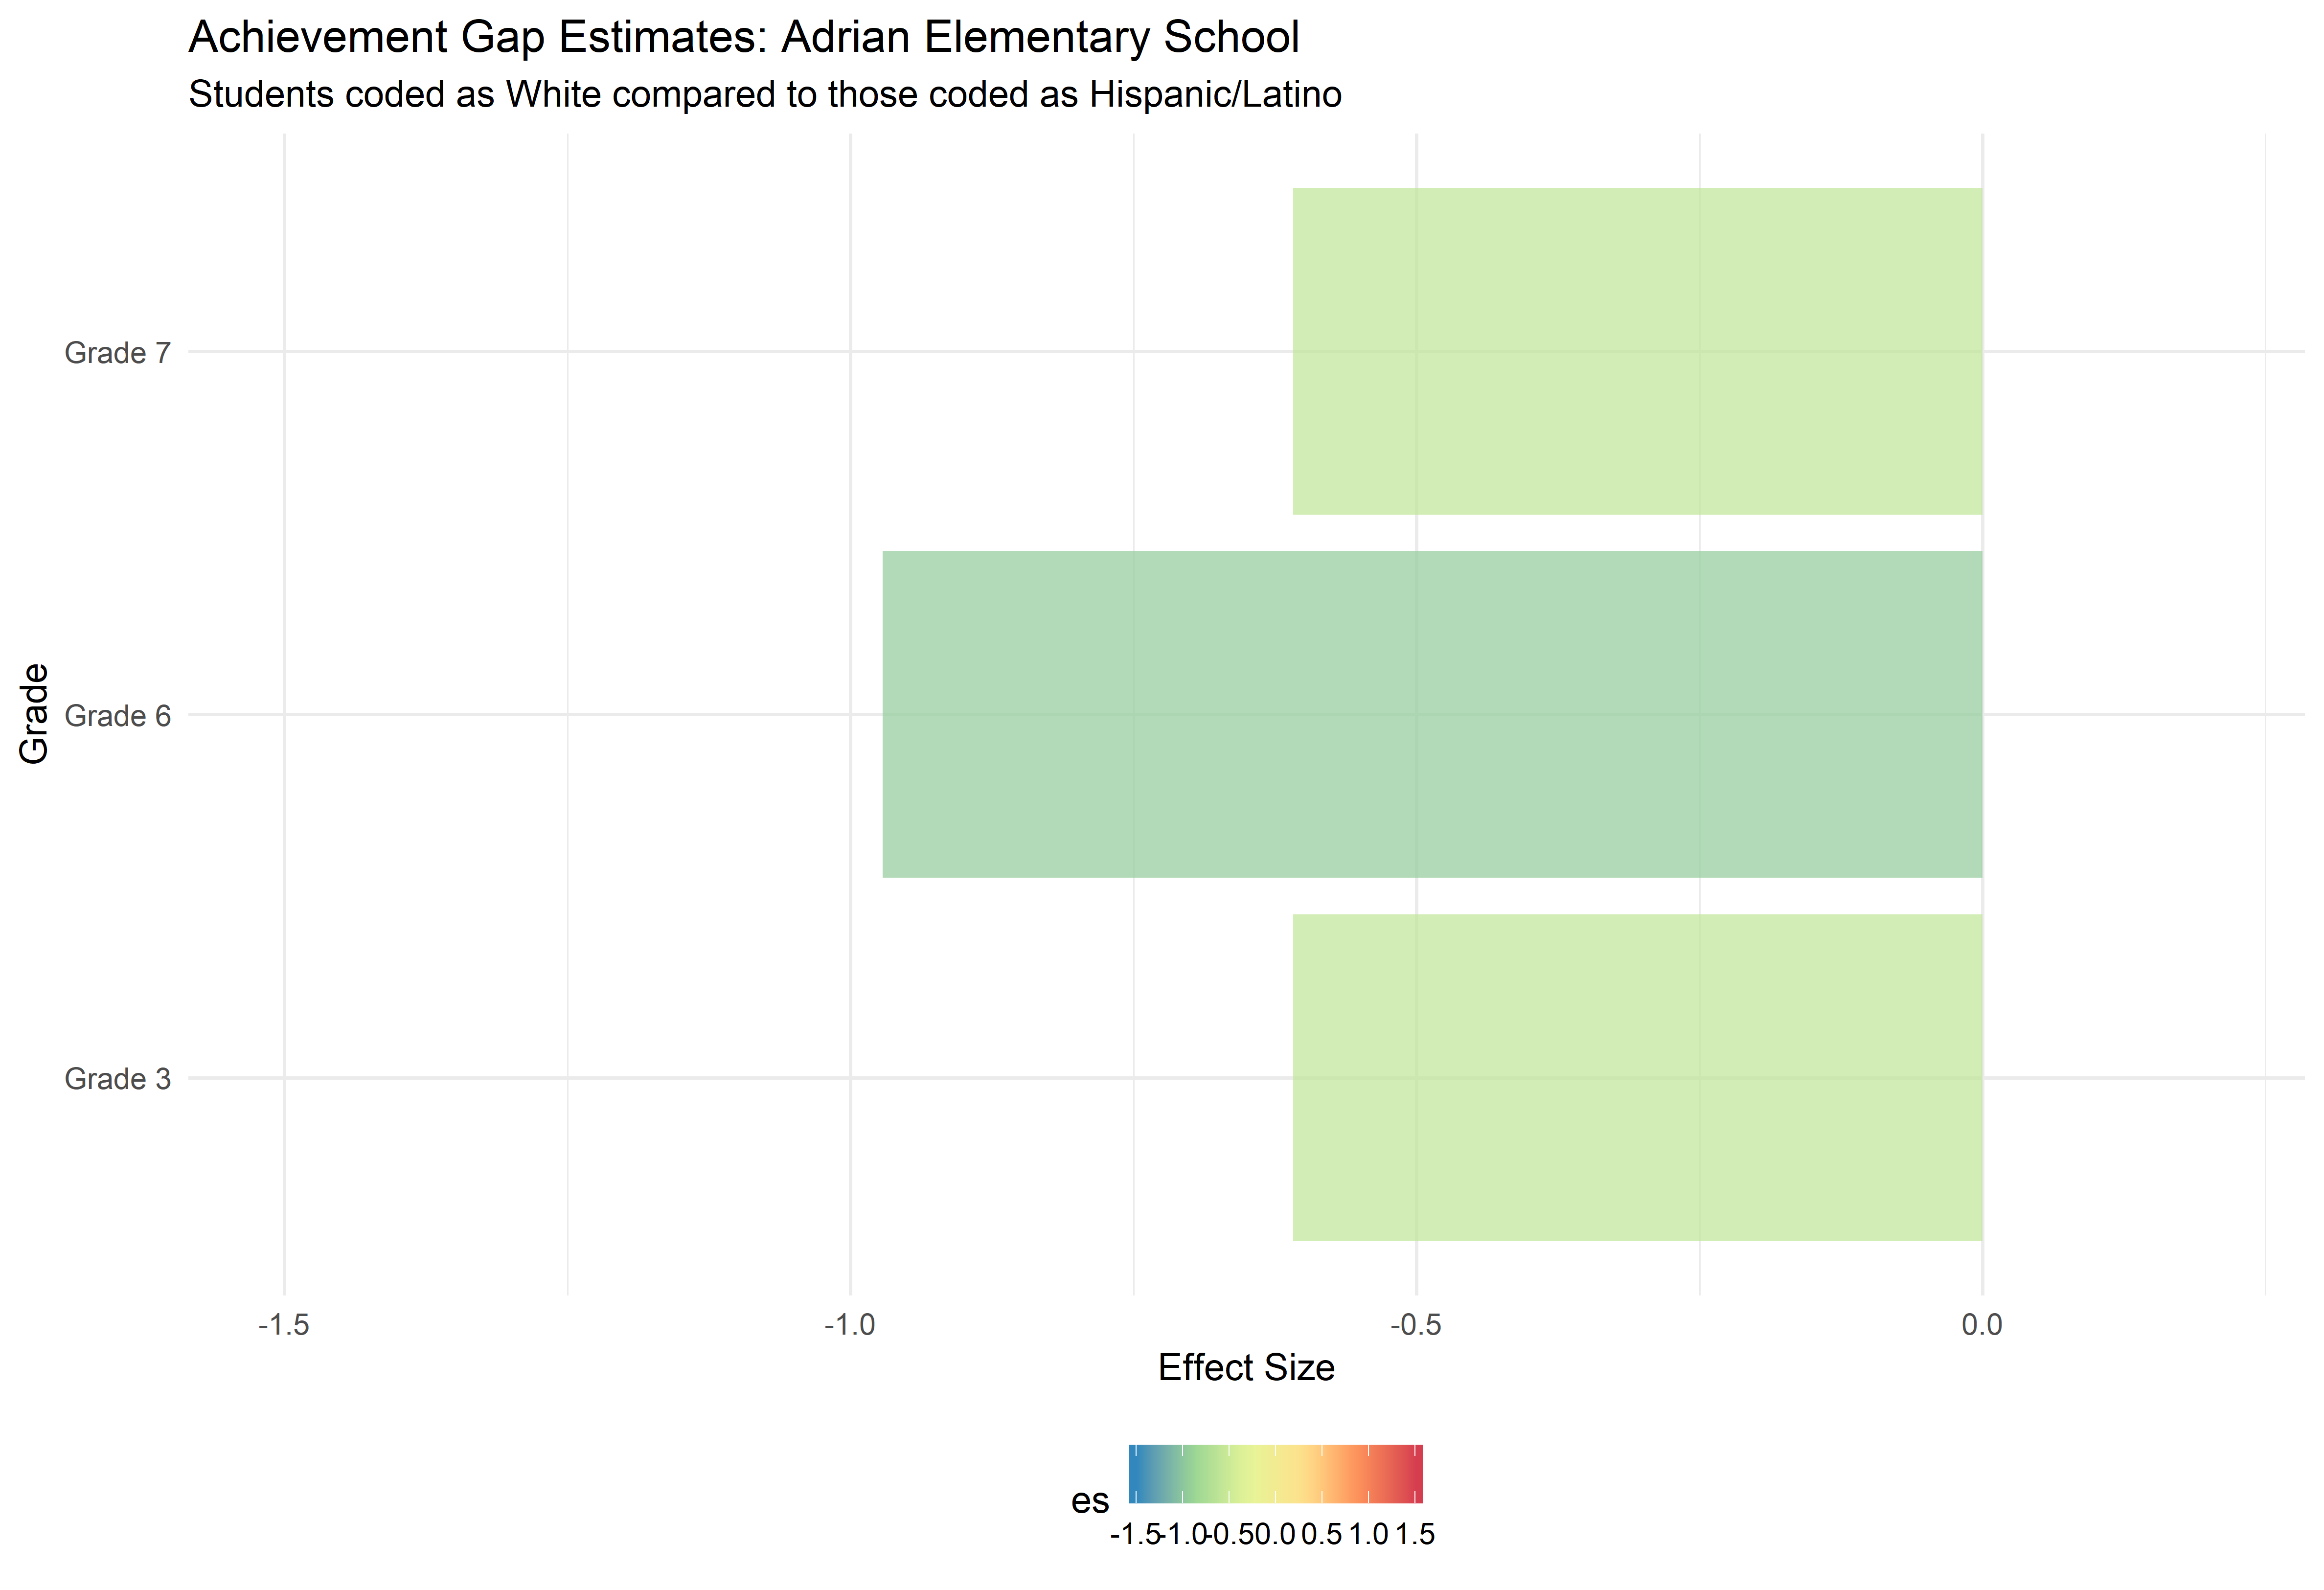 Achievement Gap Estimates: Adrian Elementary School
Students coded as White compared to those coded as Hispanic/Latino
Grade 7
Grade 6
Grade 3
Grade
-1.5 -1.0 -0.5 0.0
Effect Size
es
-1.5 -1.0 -0.5 0.0 0.5 1.0 1.5